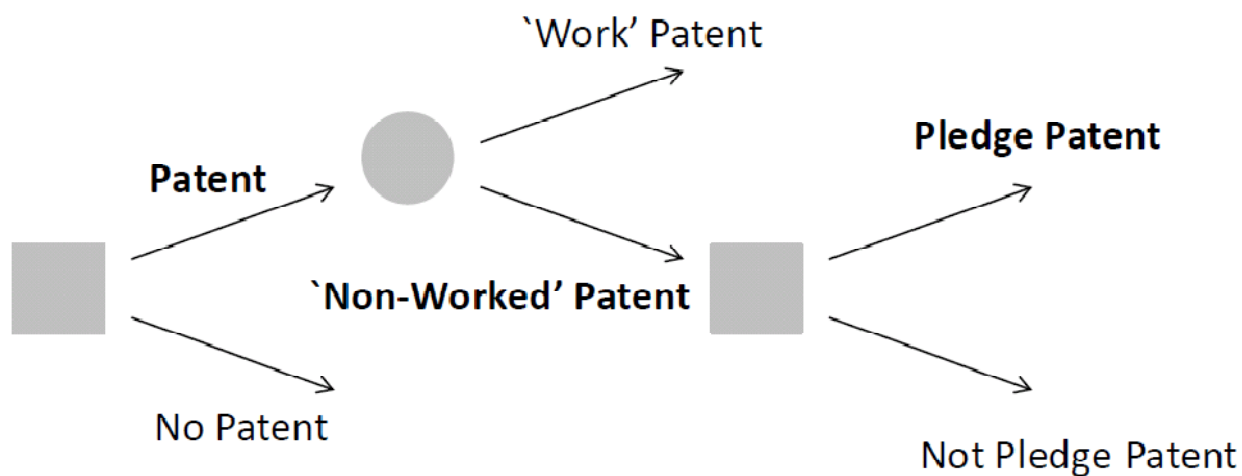 `Work’ Patent
Pledge Patent
Patent
`Non-Worked’ Patent
No Patent
Not Pledge Patent